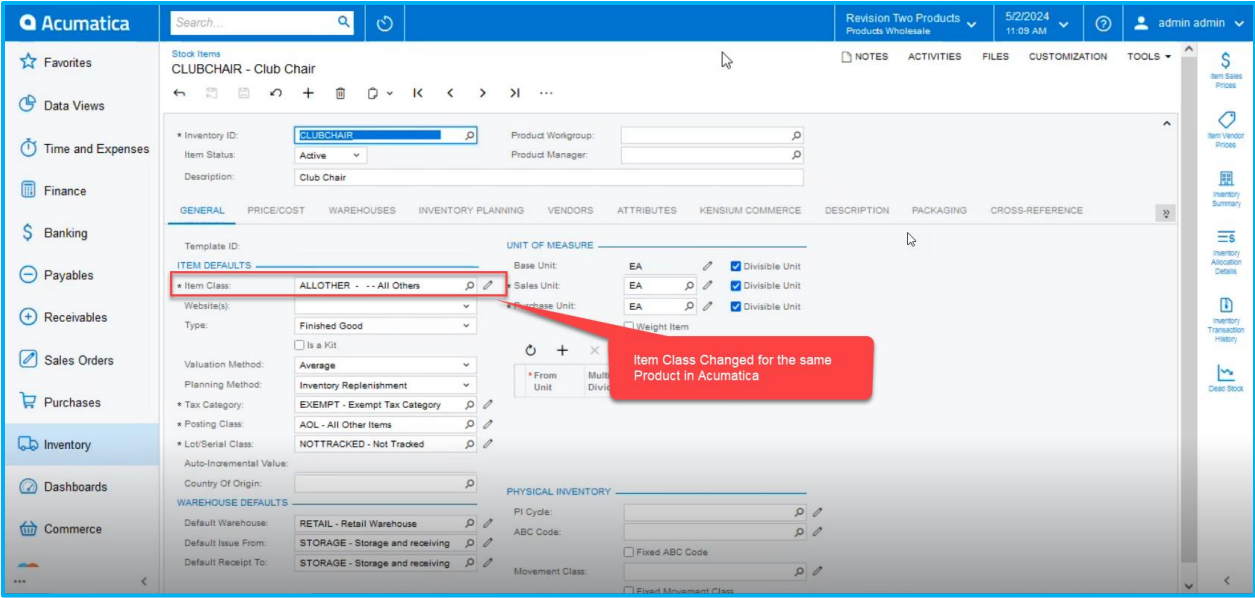 Acumatica
Search...
Revision Two Products
Products Wholesale
5/2/2024
11:09 AM
admin admin
Favorites
Data Views
Time and Expenses
Finance
Banking
Payables
Receivables
Sales Orders
Purchases
Inventory
Dashboards
Commerce
Stock Items
CLUBCHAIR - Club Chair
NOTES ACTIVITIES FILES CUSTOMIZATION TOOLS
* Inventory ID: CLUBCHAIR
Product Workgroup:
Item Status: Active
Product Manager:
Description: Club Chair
GENERAL PRICE/COST WAREHOUSES INVENTORY PLANNING VENDORS ATTRIBUTES KENSIUM COMMERCE DESCRIPTION PACKAGING CROSS-REFERENCE
Template ID:
ITEM DEFAULTS
* Item Class: ALLOTHER - - - All Others
Website(s):
Type: Finished Good
Is a Kit
Valuation Method: Average
Planning Method: Inventory Replenishment
* Tax Category: EXEMPT - Exempt Tax Category
* Posting Class: AOL - All Other Items
* Lot/Serial Class: NOTTRACKED - Not Tracked
Auto-Incremental Value:
Country Of Origin:
WAREHOUSE DEFAULTS
Default Warehouse: RETAIL - Retail Warehouse
Default Issue From: STORAGE - Storage and receiving
Default Receipt To: STORAGE - Storage and receiving
UNIT OF MEASURE
Base Unit: EA Divisible Unit
* Sales Unit: EA Divisible Unit
* Purchase Unit: EA Divisible Unit
Weight Item
* From
Unit
Multi
Divid
Item Class Changed for the same
Product in Acumatica
PHYSICAL INVENTORY
PI Cycle:
ABC Code:
Fixed ABC Code
Movement Class:
Fixed Movement Class
Item Sales
Prices
Item Vendor
Prices
Inventory
Summary
Inventory
Allocation
Details
Inventory
Transaction
History
Dead Stock